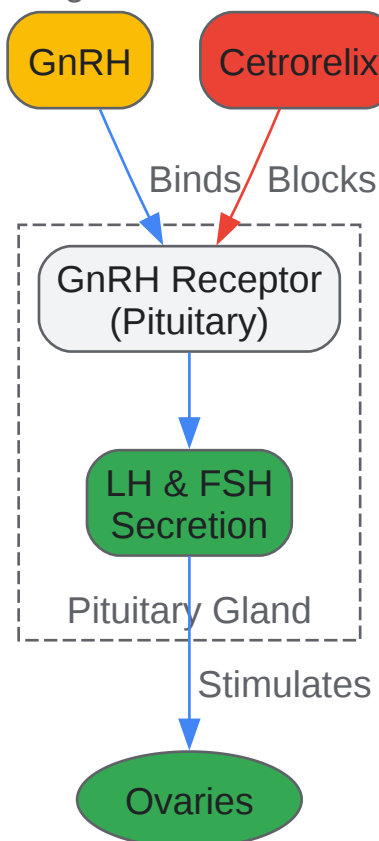 GnRH
Cetrorelix
Binds
Blocks
GnRH Receptor
(Pituitary)
LH & FSH
Secretion
Pituitary Gland
Stimulates
Ovaries